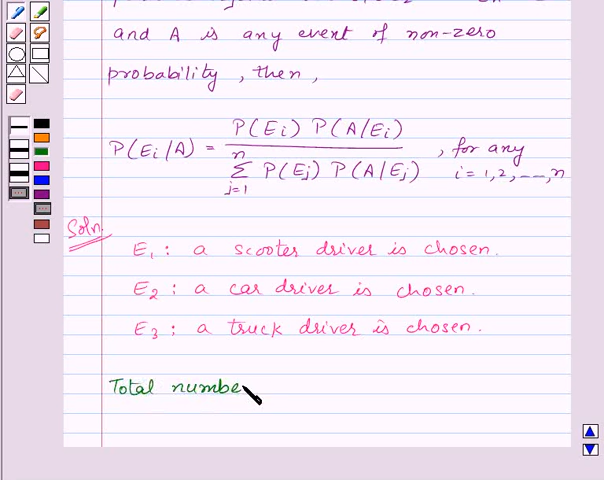 and A is any event of non-zero
probability, then,
P(Ei/A) = P(Ei) P(A/Ei) / n Σ j=1 P(Ej) P(A/Ej) , for any i = 1,2,---,n
Soln.
E1 : a scooter driver is chosen.
E2 : a car driver is chosen.
E3 : a truck driver is chosen.
Total numbe